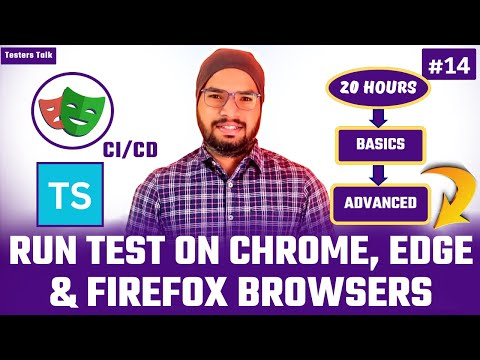 Testers Talk
#14
CI/CD
TS
20 HOURS
BASICS
ADVANCED
RUN TEST ON CHROME, EDGE
& FIREFOX BROWSERS